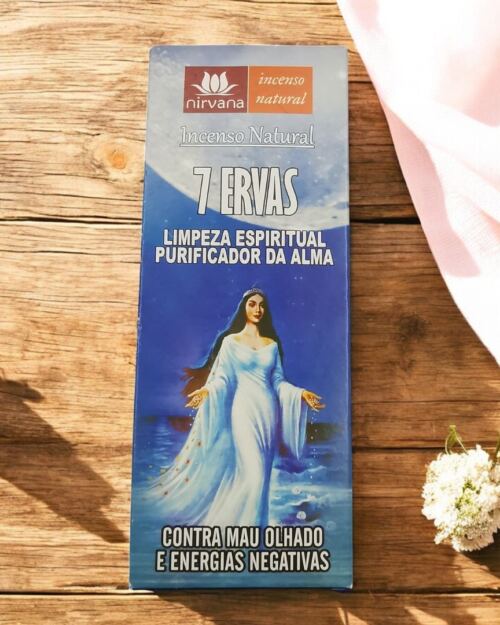 nirvana
incenso
natural
Incenso Natural
7 ERVAS
LIMPEZA ESPIRITUAL
PURIFICADOR DA ALMA
CONTRA MAU OLHADO
E ENERGIAS NEGATIVAS